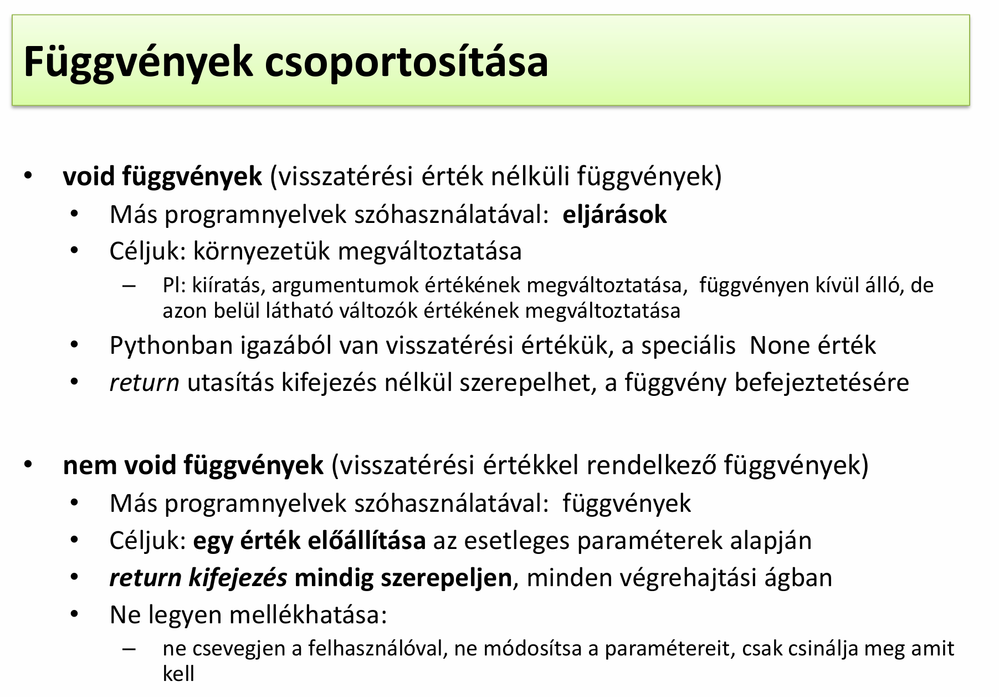 Függvények csoportosítása
• void függvények (visszatérési érték nélküli függvények)
• Más programnyelvek szóhasználatával: eljárások
• Céljuk: környezetük megváltoztatása
– Pl: kiíratás, argumentumok értékének megváltoztatása, függvényen kívül álló, de
azon belül látható változók értékének megváltoztatása
• Pythonban igazából van visszatérési értékük, a speciális None érték
• return utasítás kifejezés nélkül szerepelhet, a függvény befejeztetésére
• nem void függvények (visszatérési értékkel rendelkező függvények)
• Más programnyelvek szóhasználatával: függvények
• Céljuk: egy érték előállítása az esetleges paraméterek alapján
• return kifejezés mindig szerepeljen, minden végrehajtási ágban
• Ne legyen mellékhatása:
– ne csevegjen a felhasználóval, ne módosítsa a paramétereit, csak csinálja meg amit
kell